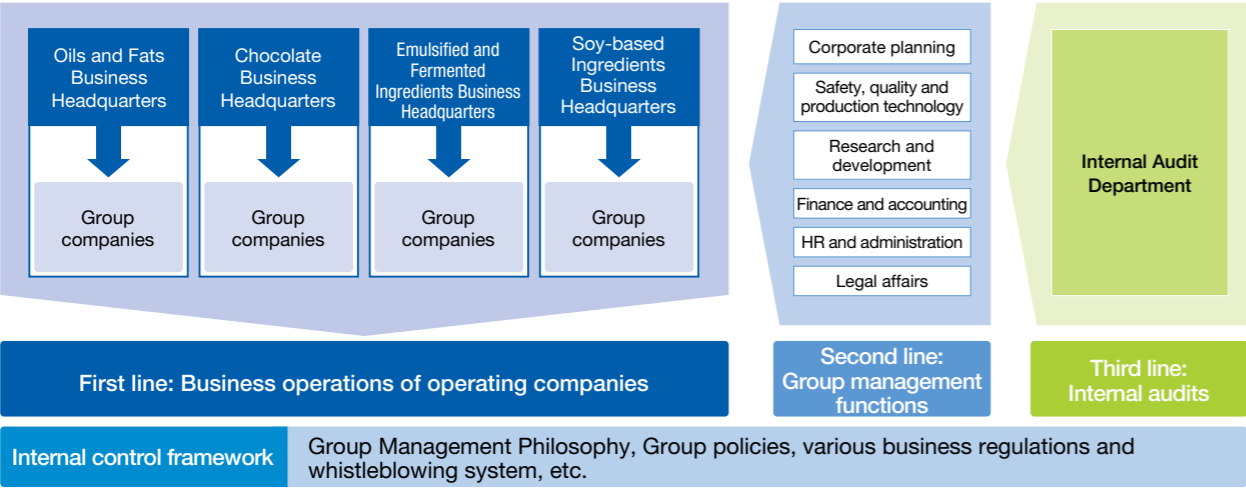 Oils and Fats
Business
Headquarters
Group
companies
Chocolate
Business
Headquarters
Group
companies
Emulsified and
Fermented
Ingredients Business
Headquarters
Group
companies
Soy-based
Ingredients
Business
Headquarters
Group
companies
First line: Business operations of operating companies
Corporate planning
Safety, quality and
production technology
Research and
development
Finance and accounting
HR and administration
Legal affairs
Second line:
Group management
functions
Internal Audit
Department
Third line:
Internal audits
Internal control framework
Group Management Philosophy, Group policies, various business regulations and
whistleblowing system, etc.